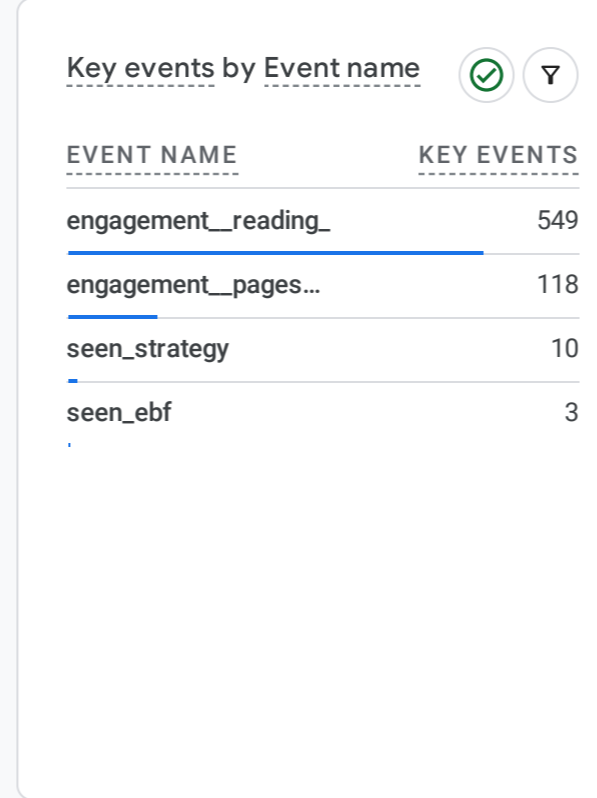 Key events by Event name
EVENT NAME KEY EVENTS
engagement__reading_ 549
engagement__pages... 118
seen_strategy 10
seen_ebf 3